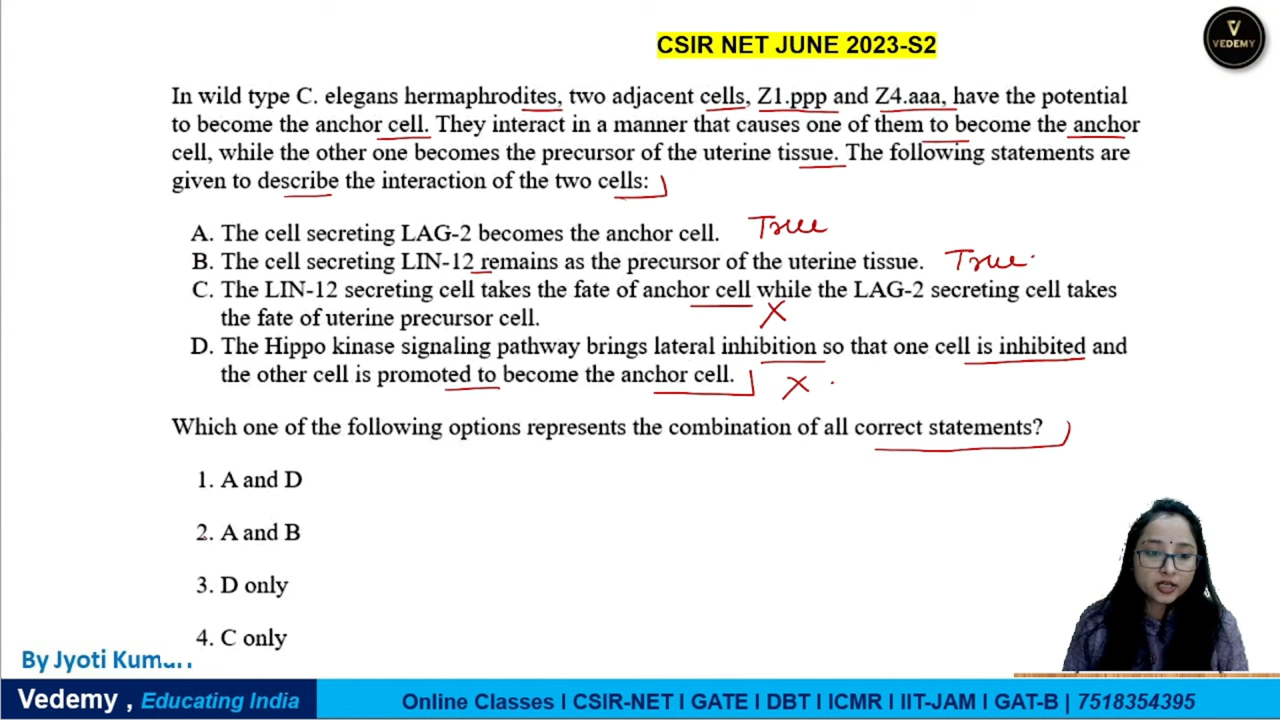 CSIR NET JUNE 2023-S2
V
VEDEMY
In wild type C. elegans hermaphrodites, two adjacent cells, Z1.ppp and Z4.aaa, have the potential
to become the anchor cell. They interact in a manner that causes one of them to become the anchor
cell, while the other one becomes the precursor of the uterine tissue. The following statements are
given to describe the interaction of the two cells:
A. The cell secreting LAG-2 becomes the anchor cell. True
B. The cell secreting LIN-12 remains as the precursor of the uterine tissue. True
C. The LIN-12 secreting cell takes the fate of anchor cell while the LAG-2 secreting cell takes
the fate of uterine precursor cell. X
D. The Hippo kinase signaling pathway brings lateral inhibition so that one cell is inhibited and
the other cell is promoted to become the anchor cell. X
Which one of the following options represents the combination of all correct statements?
1. A and D
2. A and B
3. D only
4. C only
By Jyoti Kumari
Vedemy , Educating India
Online Classes I CSIR-NET I GATE I DBT I ICMR I IIT-JAM I GAT-B | 7518354395